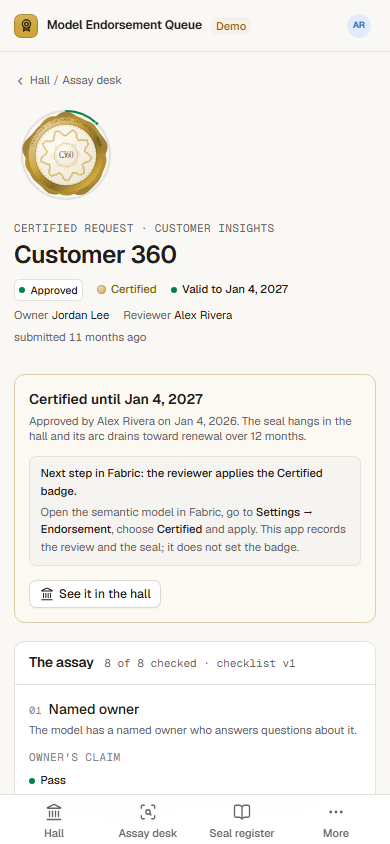 Model Endorsement Queue Demo AR
Hall / Assay desk
C360
CERTIFIED REQUEST · CUSTOMER INSIGHTS
Customer 360
Approved Certified Valid to Jan 4, 2027
Owner Jordan Lee Reviewer Alex Rivera
submitted 11 months ago
Certified until Jan 4, 2027
Approved by Alex Rivera on Jan 4, 2026. The seal hangs in the
hall and its arc drains toward renewal over 12 months.
Next step in Fabric: the reviewer applies the Certified
badge.
Open the semantic model in Fabric, go to Settings →
Endorsement, choose Certified and apply. This app records
the review and the seal; it does not set the badge.
See it in the hall
The assay 8 of 8 checked · checklist v1
01 Named owner
The model has a named owner who answers questions about it.
OWNER'S CLAIM
Pass
Hall Assay desk Seal register More